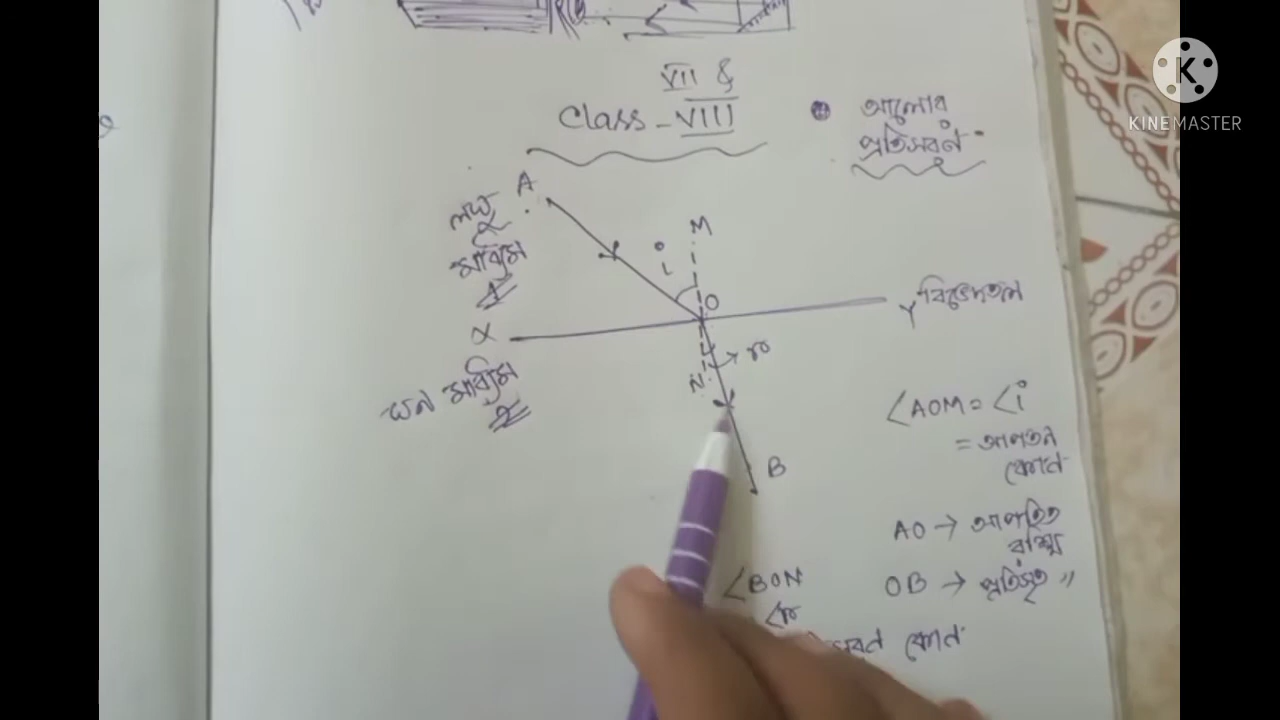 VII &
Class - VIII
আলোর
প্রতিসরণ
KINEMASTER
A
লঘু
মাধ্যম
M
i
O
X
Y বিভেদতল
ঘন মাধ্যম
r
N
B
∠AOM = ∠i
= আপতন
কোন
AO → আপতিত
রশ্মি
OB → প্রতিসৃত "
∠BON
∠r
কোন